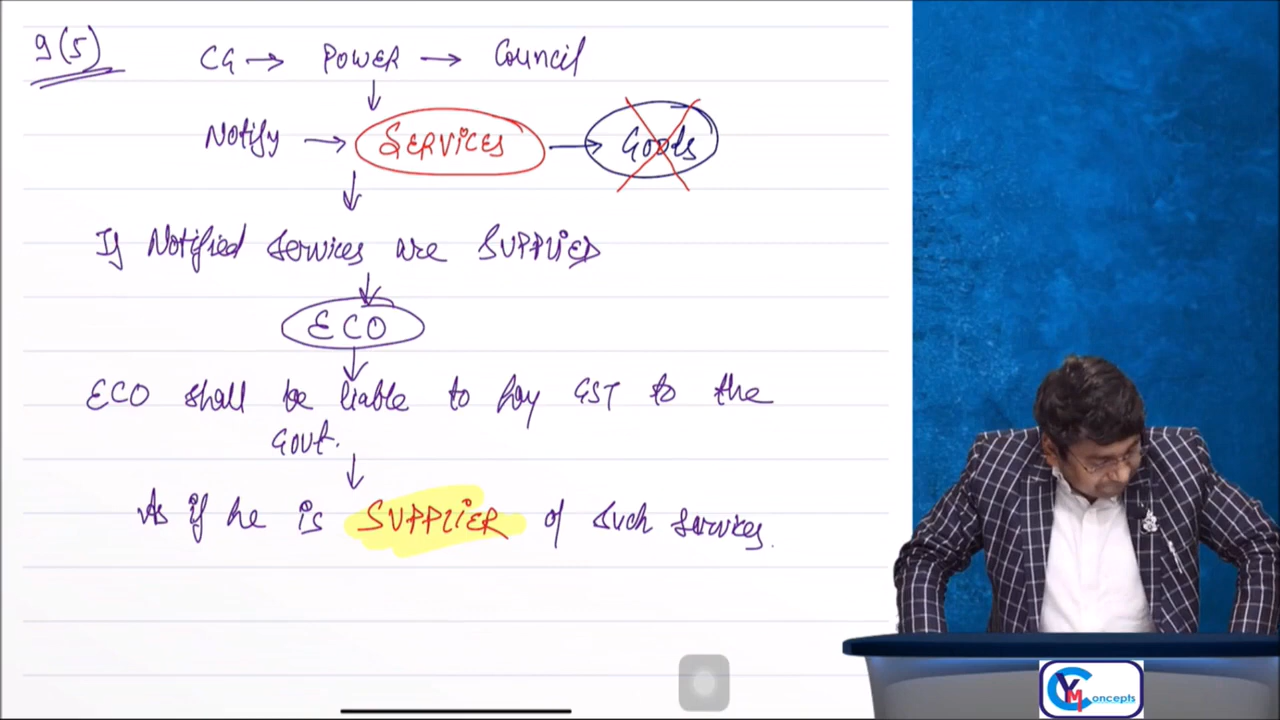 9(5)
CG → POWER → Council
↓
Notify → SERVICES → Goods
↓
If Notified Services are SUPPLIED
↓
ECO
↓
ECO shall be liable to pay GST to the
Govt.
↓
As if he is SUPPLIER of such services.
YMConcepts